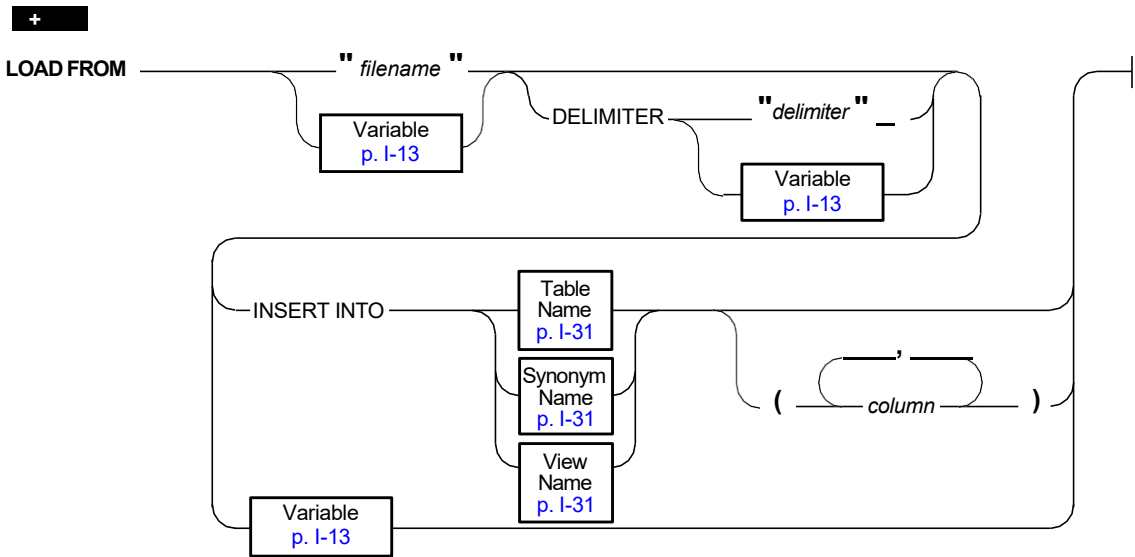 +
LOAD FROM " filename "
Variable
p. I-13
DELIMITER "delimiter"
Variable
p. I-13
INSERT INTO
Table
Name
p. I-31
Synonym
Name
p. I-31
View
Name
p. I-31
,
( column )
Variable
p. I-13